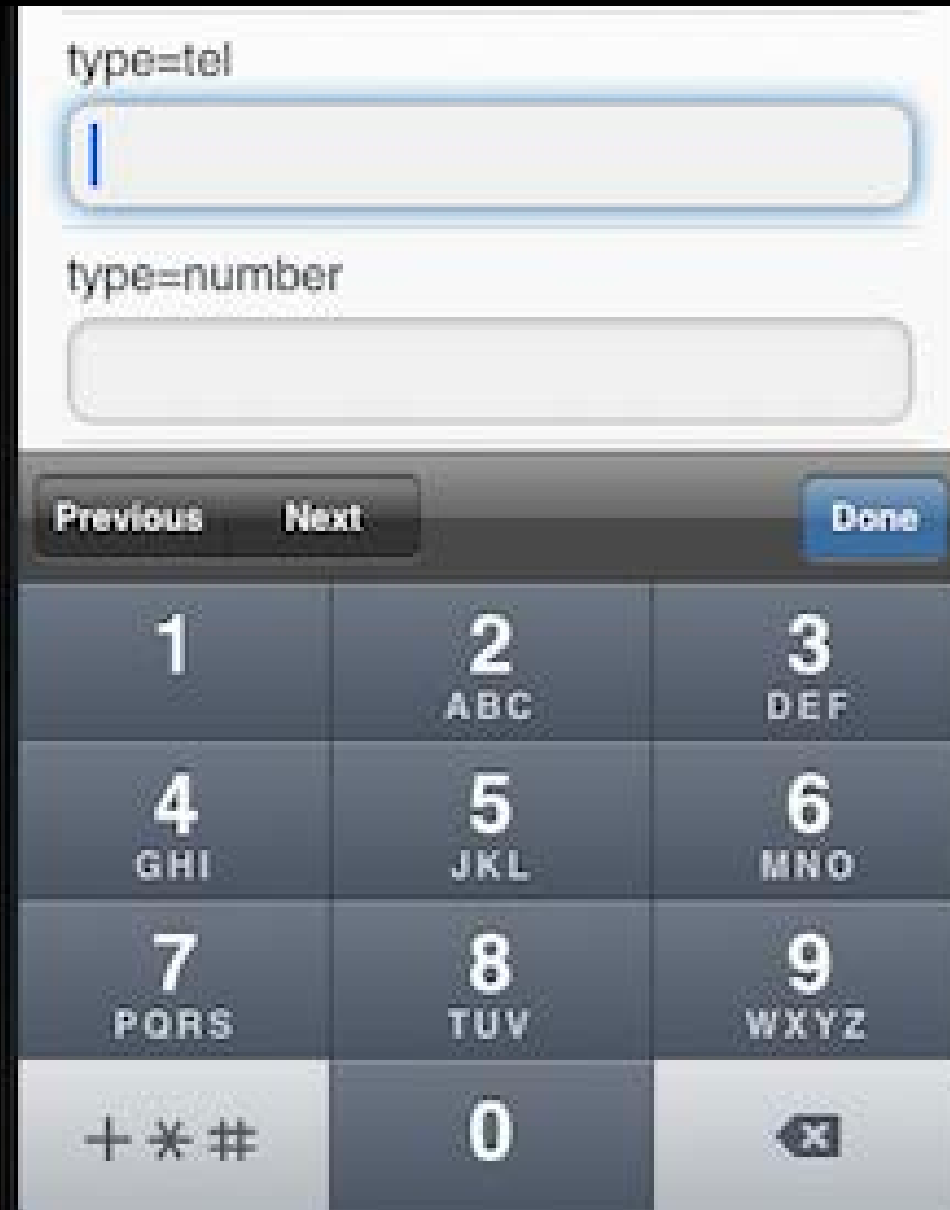 type=tel
type=number
Previous Next Done
1 2 3
ABC DEF
4 5 6
GHI JKL MNO
7 8 9
PQRS TUV WXYZ
+*# 0